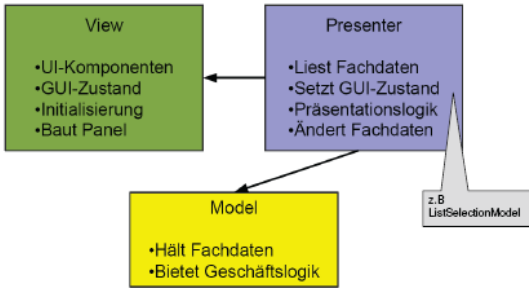 View
•UI-Komponenten
•GUI-Zustand
•Initialisierung
•Baut Panel
Presenter
•Liest Fachdaten
•Setzt GUI-Zustand
•Präsentationslogik
•Ändert Fachdaten
z.B
ListSelectionModel
Model
•Hält Fachdaten
•Bietet Geschäftslogik